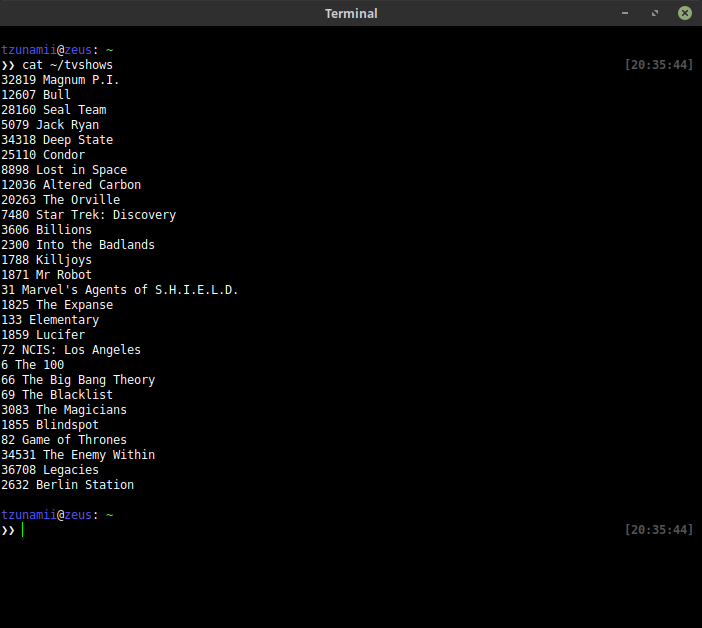 Terminal
tzunamii@zeus: ~
❯❯ cat ~/tvshows [20:35:44]
32819 Magnum P.I.
12607 Bull
28160 Seal Team
5079 Jack Ryan
34318 Deep State
25110 Condor
8898 Lost in Space
12036 Altered Carbon
20263 The Orville
7480 Star Trek: Discovery
3606 Billions
2300 Into the Badlands
1788 Killjoys
1871 Mr Robot
31 Marvel's Agents of S.H.I.E.L.D.
1825 The Expanse
133 Elementary
1859 Lucifer
72 NCIS: Los Angeles
6 The 100
66 The Big Bang Theory
69 The Blacklist
3083 The Magicians
1855 Blindspot
82 Game of Thrones
34531 The Enemy Within
36708 Legacies
2632 Berlin Station
tzunamii@zeus: ~
❯❯ [20:35:44]